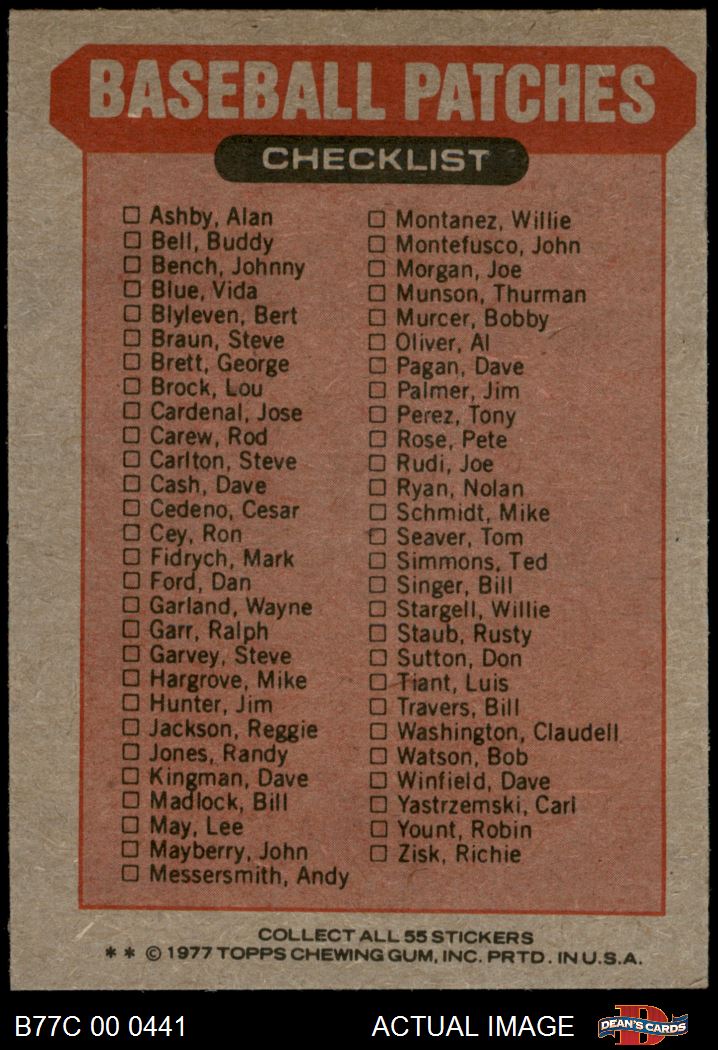 BASEBALL PATCHES
CHECKLIST
Ashby, Alan
Bell, Buddy
Bench, Johnny
Blue, Vida
Blyleven, Bert
Braun, Steve
Brett, George
Brock, Lou
Cardenal, Jose
Carew, Rod
Carlton, Steve
Cash, Dave
Cedeno, Cesar
Cey, Ron
Fidrych, Mark
Ford, Dan
Garland, Wayne
Garr, Ralph
Garvey, Steve
Hargrove, Mike
Hunter, Jim
Jackson, Reggie
Jones, Randy
Kingman, Dave
Madlock, Bill
May, Lee
Mayberry, John
Messersmith, Andy
Montanez, Willie
Montefusco, John
Morgan, Joe
Munson, Thurman
Murcer, Bobby
Oliver, Al
Pagan, Dave
Palmer, Jim
Perez, Tony
Rose, Pete
Rudi, Joe
Ryan, Nolan
Schmidt, Mike
Seaver, Tom
Simmons, Ted
Singer, Bill
Stargell, Willie
Staub, Rusty
Sutton, Don
Tiant, Luis
Travers, Bill
Washington, Claudell
Watson, Bob
Winfield, Dave
Yastrzemski, Carl
Yount, Robin
Zisk, Richie
COLLECT ALL 55 STICKERS
** © 1977 TOPPS CHEWING GUM, INC. PRTD. IN U.S.A.
B77C 00 0441
ACTUAL IMAGE
D
DEAN'S CARDS